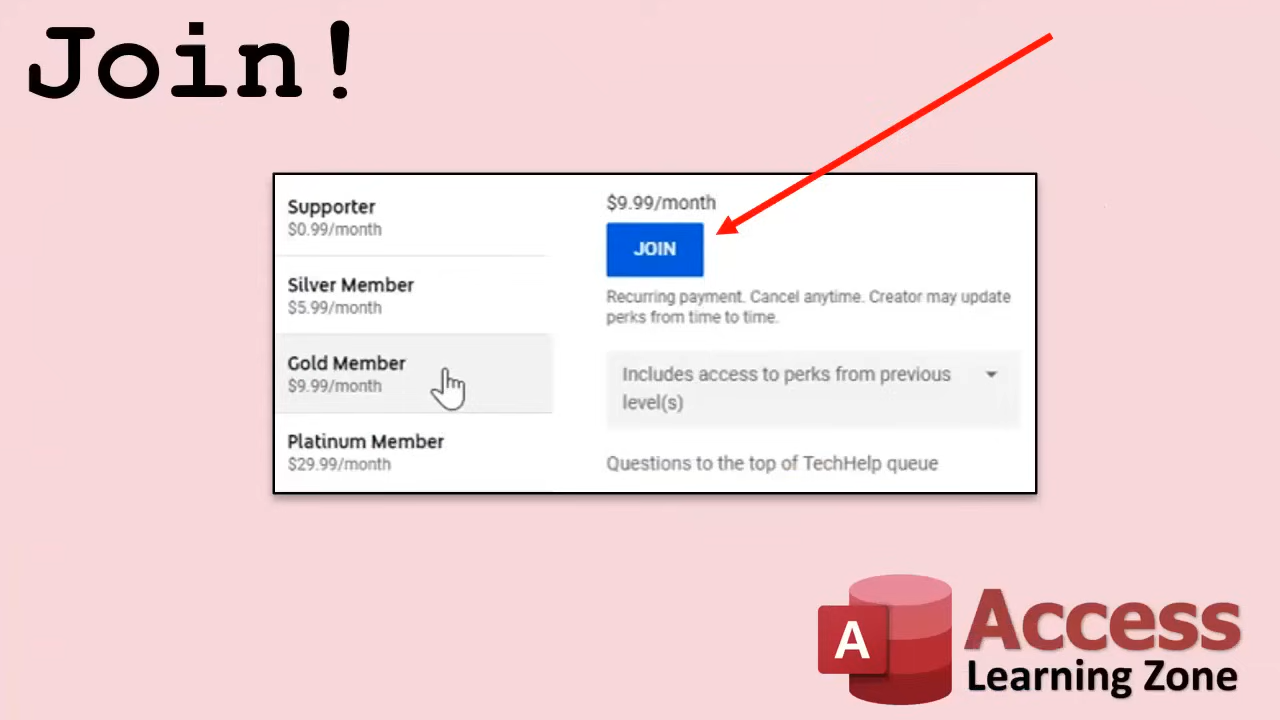 Join!
Supporter
$0.99/month
Silver Member
$5.99/month
Gold Member
$9.99/month
Platinum Member
$29.99/month
$9.99/month
JOIN
Recurring payment. Cancel anytime. Creator may update
perks from time to time.
Includes access to perks from previous
level(s)
Questions to the top of TechHelp queue
A
Access
Learning Zone